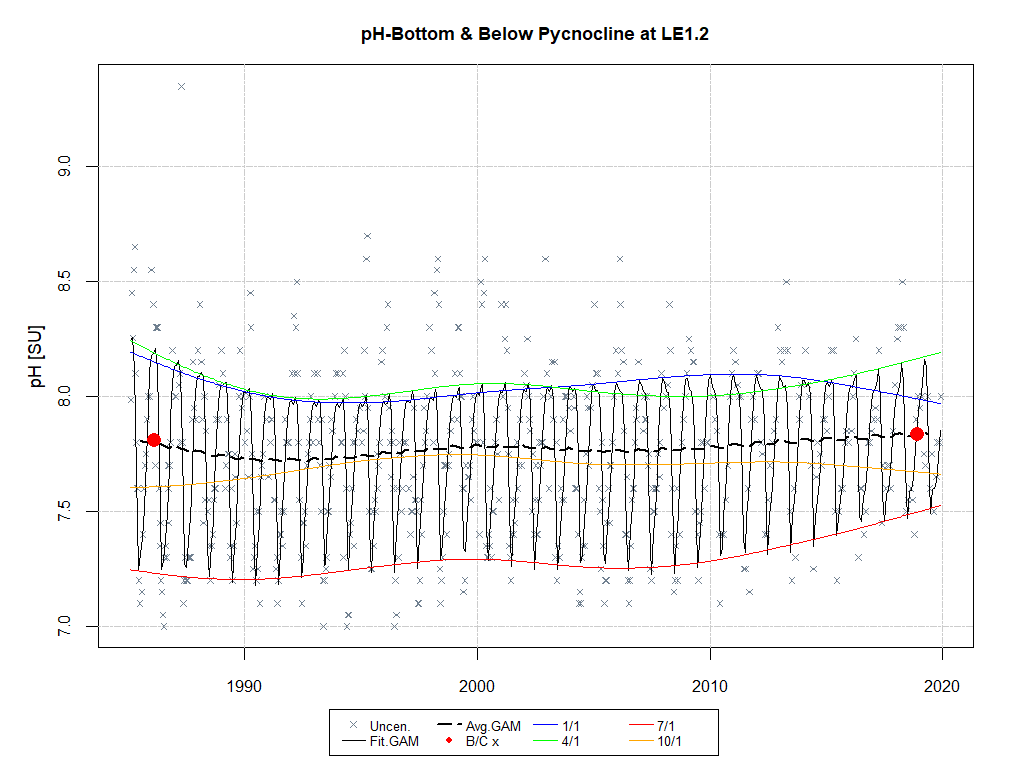 pH-Bottom & Below Pycnocline at LE1.2
pH [SU]
9.0
8.5
8.0
7.5
7.0
1990 2000 2010 2020
Uncen. Avg.GAM 1/1 7/1
Fit.GAM B/C x 4/1 10/1